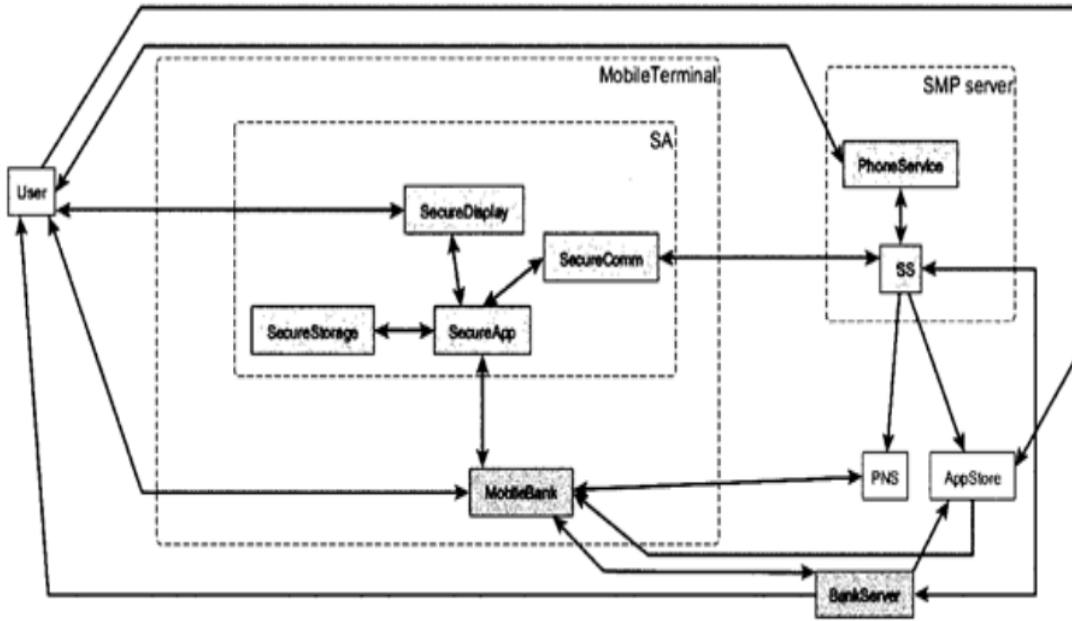 MobileTerminal
SMP server
SA
PhoneService
User
SecureDisplay
SecureComm
SS
SecureStorage
SecureApp
MobileBank
PNS
AppStore
BankServer